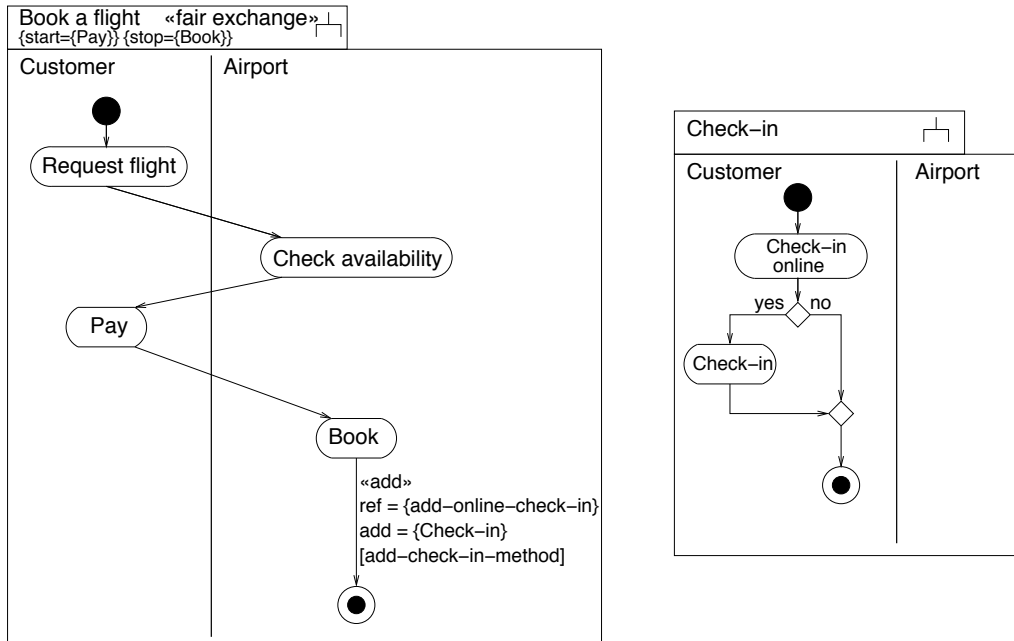 Book a flight «fair exchange»
{start={Pay}} {stop={Book}}
Customer
Airport
Request flight
Check availability
Pay
Book
«add»
ref = {add−online−check−in}
add = {Check−in}
[add−check−in−method]
Check−in
Customer
Airport
Check−in
online
yes
no
Check−in